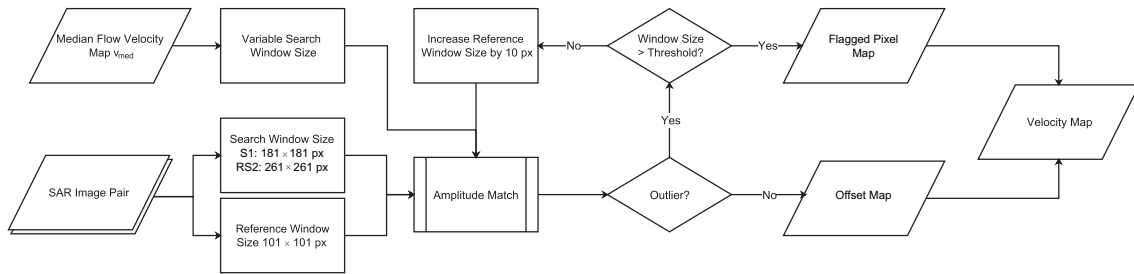 Median Flow Velocity
Map vmed
Variable Search
Window Size
Increase Reference
Window Size by 10 px
No
Window Size
> Threshold?
Yes
Flagged Pixel
Map
Yes
Velocity Map
SAR Image Pair
Search Window Size
S1: 181 × 181 px
RS2: 261 × 261 px
Reference Window
Size 101 × 101 px
Amplitude Match
Outlier?
No
Offset Map